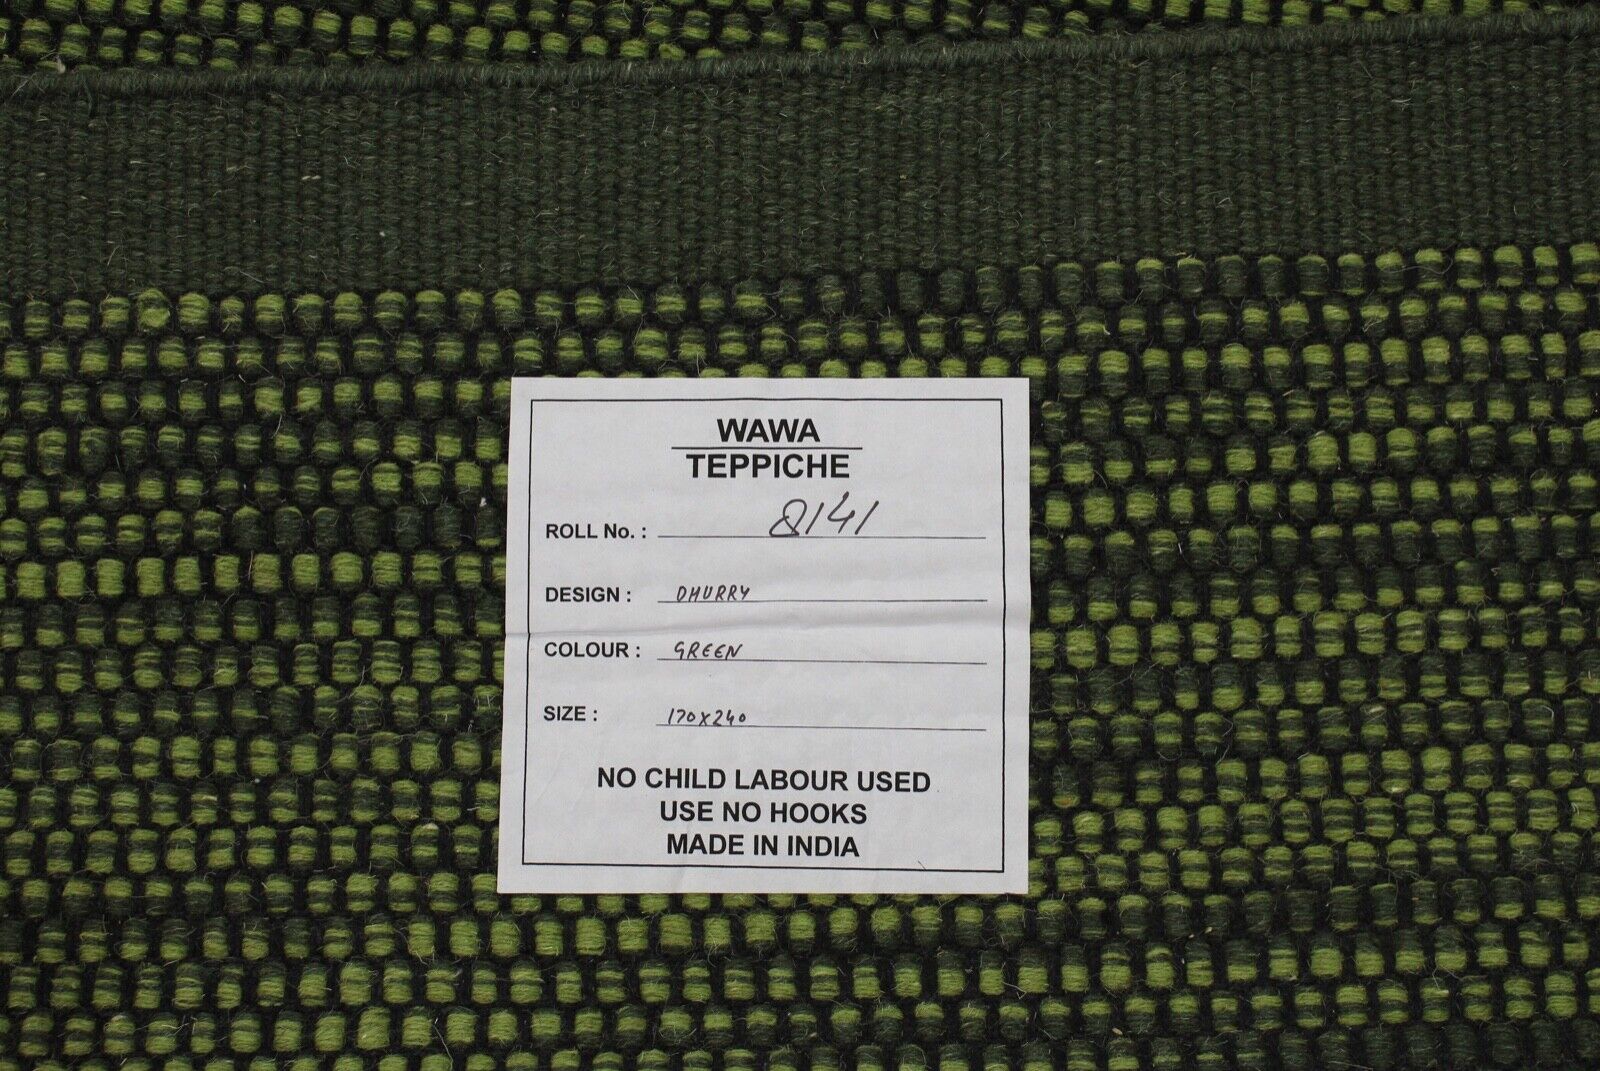 WAWA
TEPPICHE
ROLL No. : 8141
DESIGN : DHURRY
COLOUR : GREEN
SIZE : 170x240
NO CHILD LABOUR USED
USE NO HOOKS
MADE IN INDIA